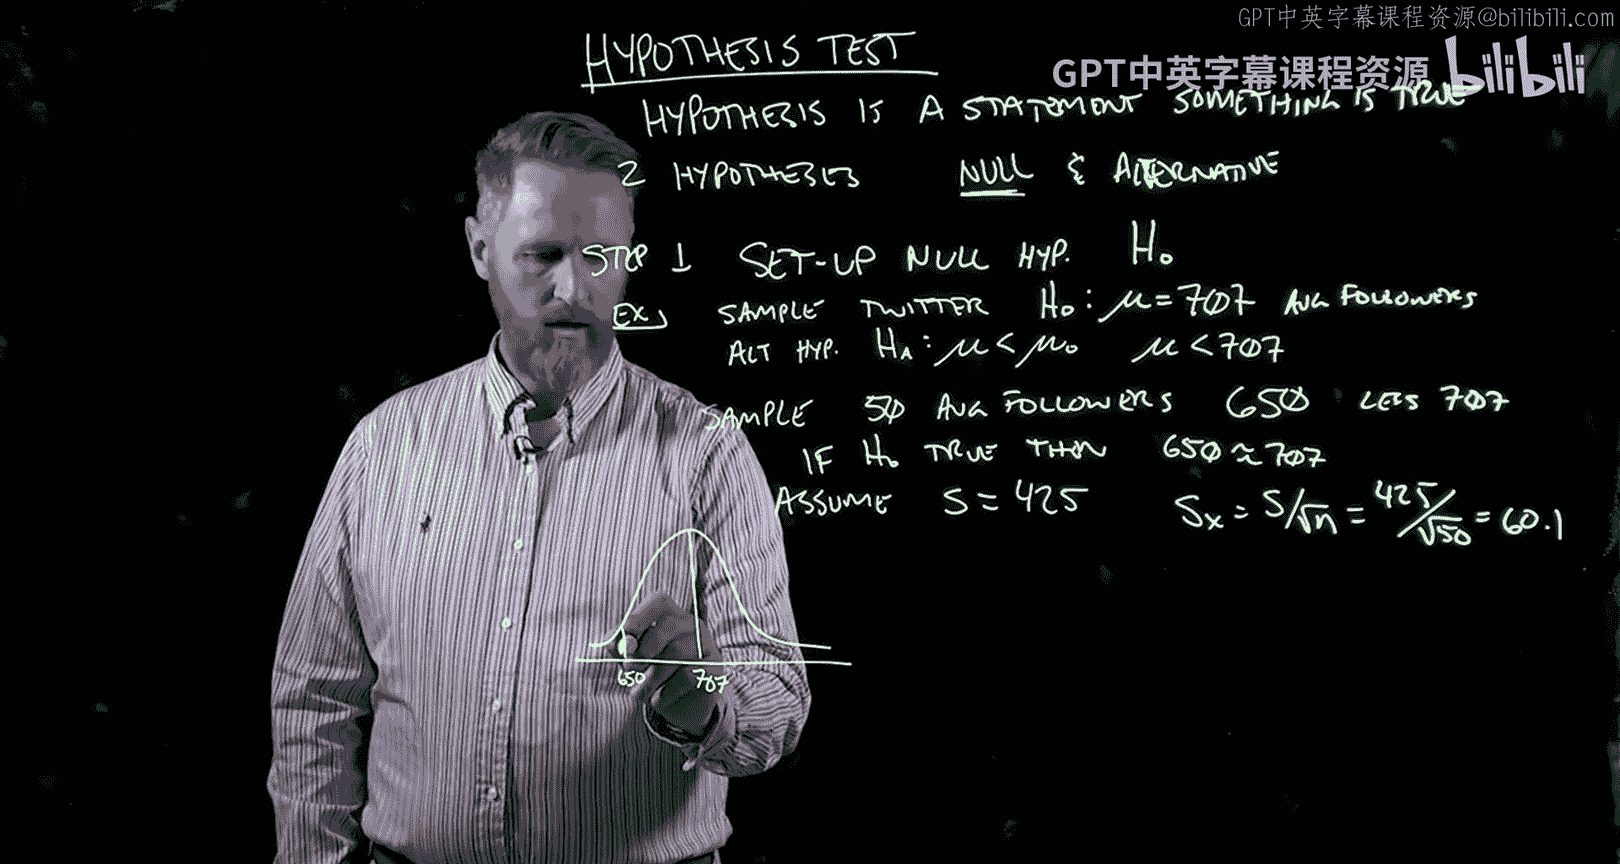 GPT中英字幕课程资源@bilibili.com
GPT中英字幕课程资源 bilibili
HYPOTHESIS TEST
HYPOTHESIS IS A STATEMENT SOMETHING IS TRUE
2 HYPOTHESES NULL & ALTERNATIVE
STEP 1 SET-UP NULL HYP. H₀
EX) SAMPLE TWITTER H₀: μ = 707 AVG FOLLOWERS
ALT HYP. Hₐ: μ < μ₀ μ < 707
SAMPLE 50 AVG FOLLOWERS 650 LESS 707
IF H₀ TRUE THEN 650 ≈ 707
ASSUME S = 425 Sₓ = S/√n = 425/√50 = 60.1
650 707